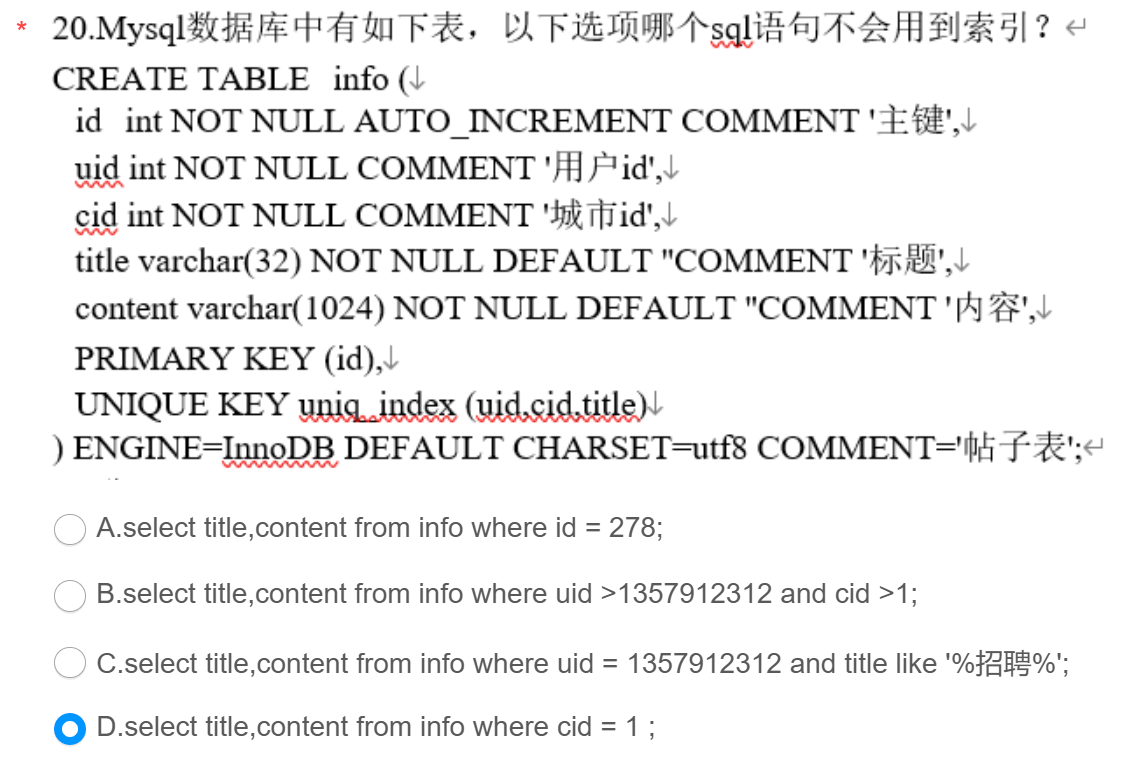 * 20.Mysql数据库中有如下表，以下选项哪个sql语句不会用到索引？↵
CREATE TABLE info (↓
id int NOT NULL AUTO_INCREMENT COMMENT '主键',↓
uid int NOT NULL COMMENT '用户id',↓
cid int NOT NULL COMMENT '城市id',↓
title varchar(32) NOT NULL DEFAULT ''COMMENT '标题',↓
content varchar(1024) NOT NULL DEFAULT ''COMMENT '内容',↓
PRIMARY KEY (id),↓
UNIQUE KEY uniq_index (uid,cid,title)↓
) ENGINE=InnoDB DEFAULT CHARSET=utf8 COMMENT='帖子表';↵
A.select title,content from info where id = 278;
B.select title,content from info where uid >1357912312 and cid >1;
C.select title,content from info where uid = 1357912312 and title like '%招聘%';
D.select title,content from info where cid = 1 ;